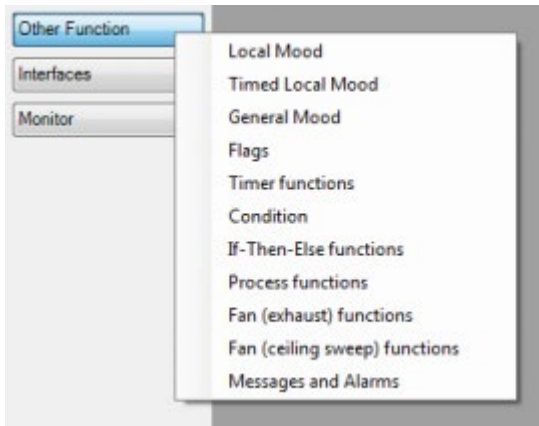 Other Function
Interfaces
Monitor
Local Mood
Timed Local Mood
General Mood
Flags
Timer functions
Condition
If-Then-Else functions
Process functions
Fan (exhaust) functions
Fan (ceiling sweep) functions
Messages and Alarms